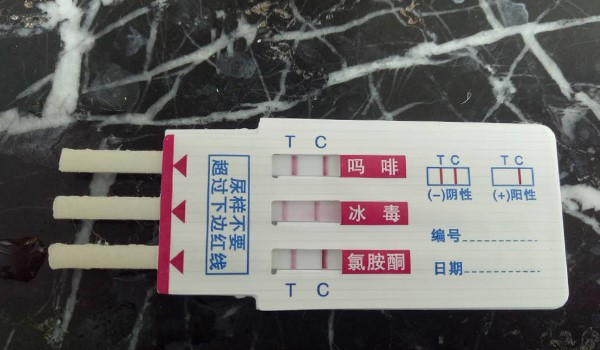 T C
吗啡
冰毒
氯胺酮
T C
尿样不要
超过下边红线
T C
(-)阴性
T C
(+)阳性
编号
日期